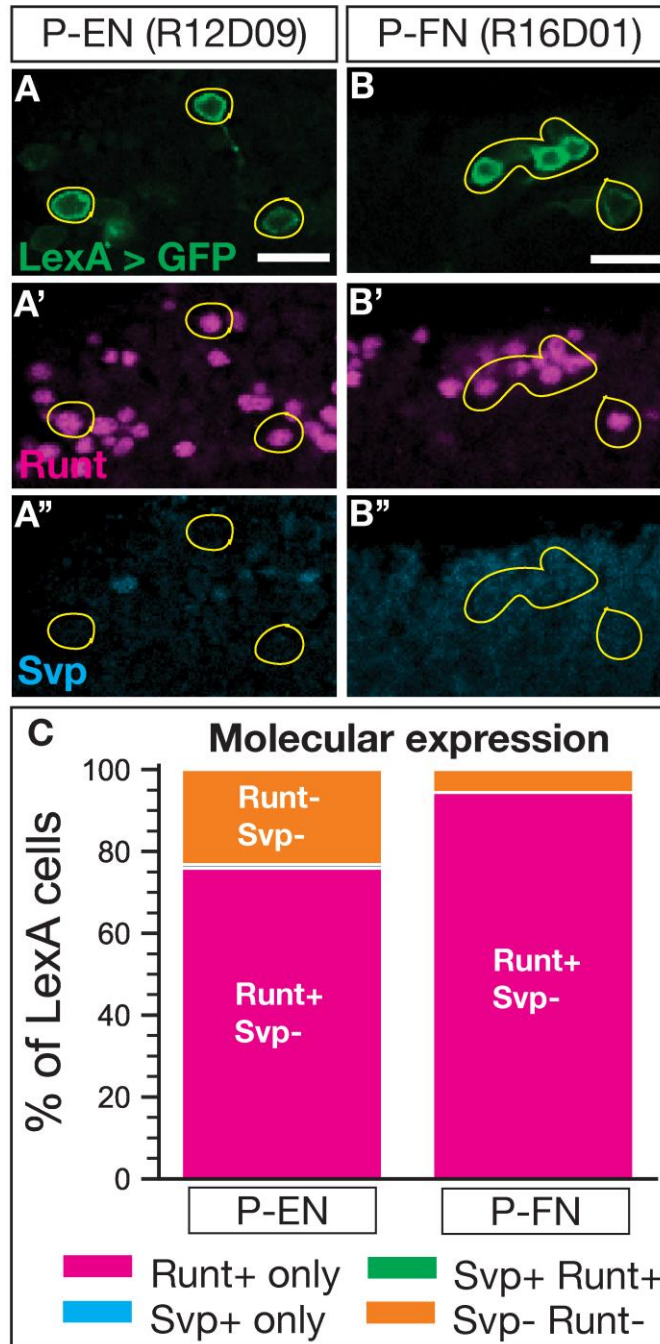 P-EN (R12D09)
P-FN (R16D01)
A
LexA > GFP
B
A'
Runt
B'
A”
Svp
B”
C
Molecular expression
% of LexA cells
100
80
60
40
20
0
Runt-
Svp-
Runt+
Svp-
Runt+
Svp-
P-EN
P-FN
Runt+ only
Svp+ Runt+
Svp+ only
Svp- Runt-